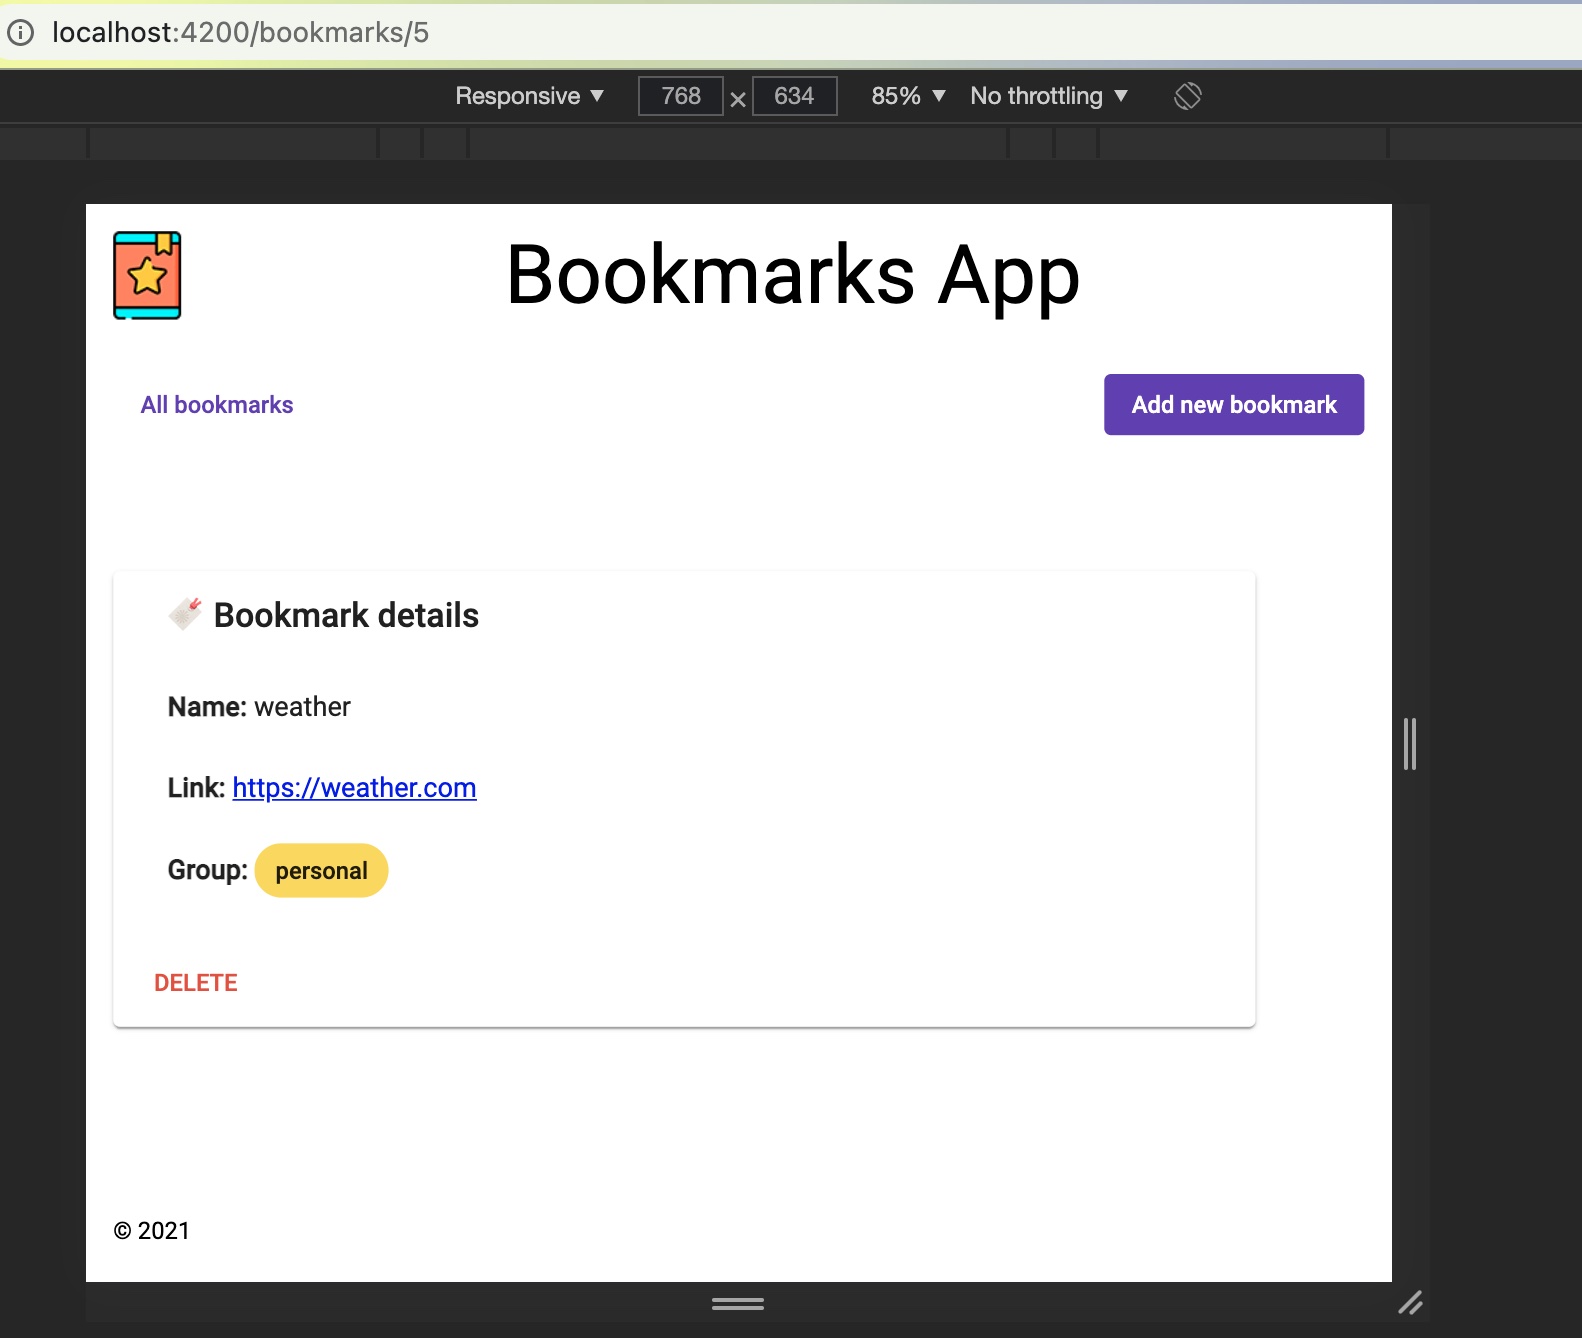 localhost:4200/bookmarks/5
Responsive ▼ 768 × 634 85% ▼ No throttling ▼
Bookmarks App
All bookmarks Add new bookmark
Bookmark details
Name: weather
Link: https://weather.com
Group: personal
DELETE
© 2021